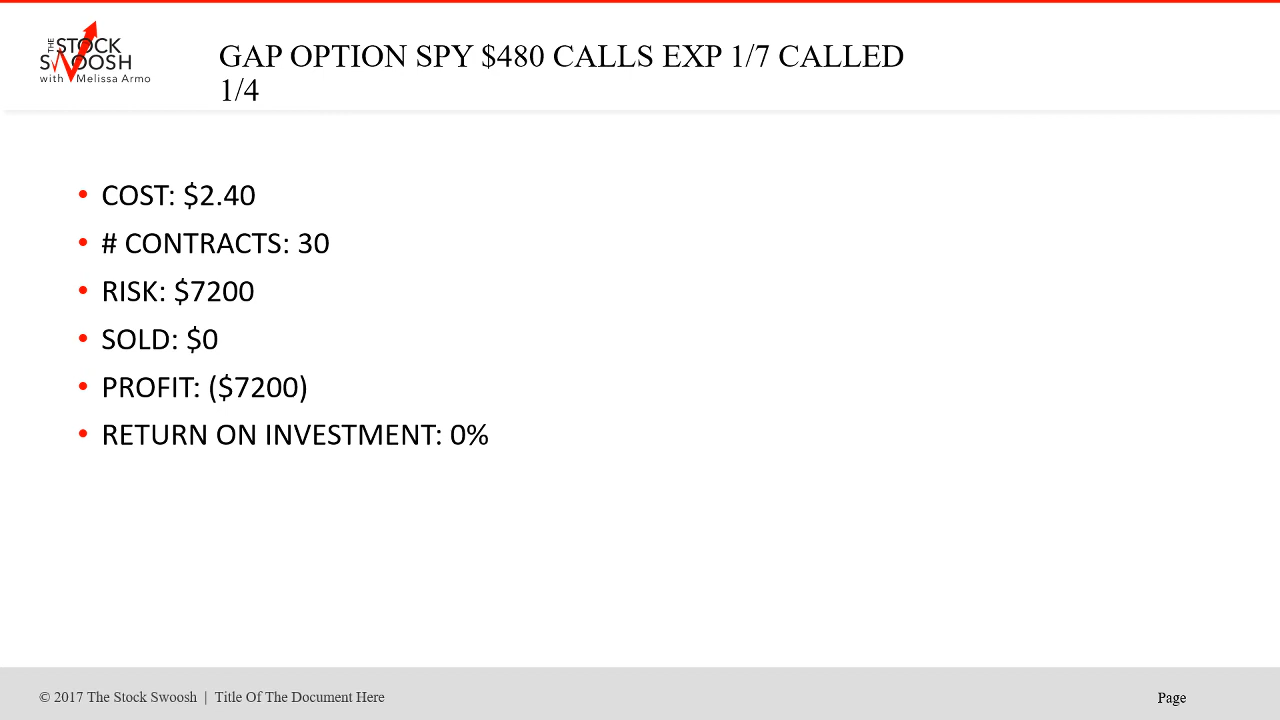 THE STOCK
SWOOSH
with Melissa Armo
GAP OPTION SPY $480 CALLS EXP 1/7 CALLED
1/4
• COST: $2.40
• # CONTRACTS: 30
• RISK: $7200
• SOLD: $0
• PROFIT: ($7200)
• RETURN ON INVESTMENT: 0%
© 2017 The Stock Swoosh | Title Of The Document Here
Page